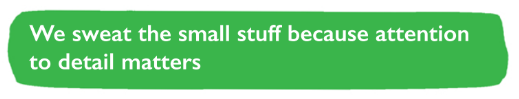 We sweat the small stuff because attention
to detail matters